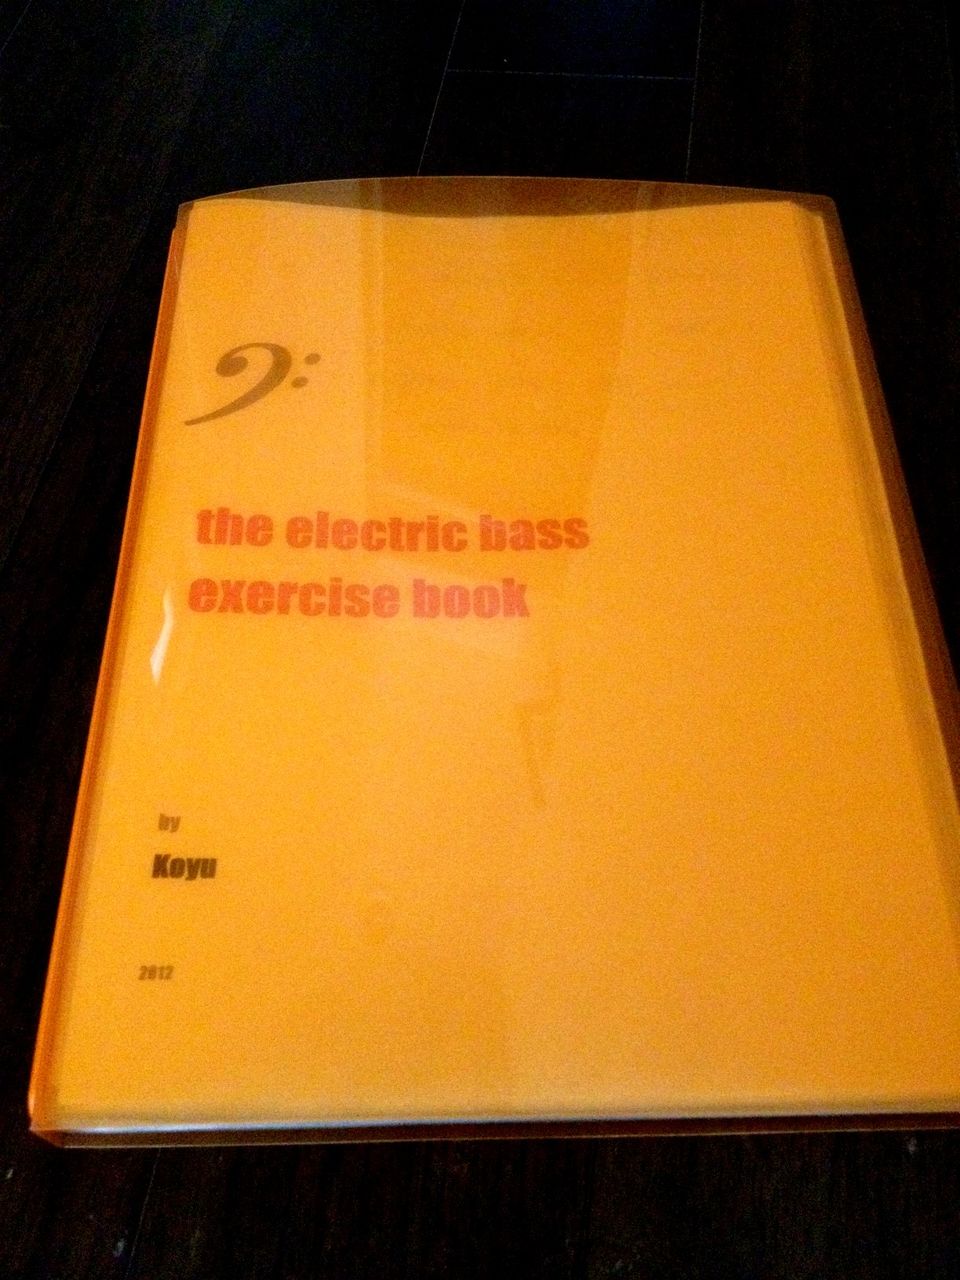 the electric bass
exercise book
by
Koyu
2012